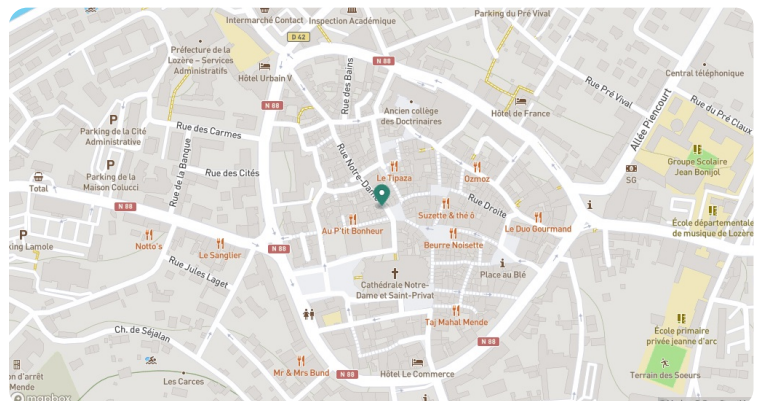 Intermarché Contact
Inspection Académique
Parking du Pré Vival
D 42
Préfecture de la
Lozère – Services
Administratifs
N 88
Hôtel Urbain V
Rue des Bains
Central téléphonique
Rue Pré Vival
Allée Piencourt
Rue du Pré Claux
Ancien collège
des Doctrinaires
Hôtel de France
P
Parking de la Cité
Administrative
Rue des Carmes
Rue Notre-Dame
Groupe Scolaire
Jean Bonijol
SG
Le Tipaza
Ozmoz
P
Parking de la
Maison Colucci
Rue de la Banque
Rue des Cités
Total
Rue Droite
N 88
Suzette & thé ô
Au P'tit Bonheur
Le Duo Gourmand
École départementale
de musique de Lozère
P
king Lamole
Notto's
Le Sanglier
N 88
Beurre Noisette
Rue Jules Laget
Place au Blé
Cathédrale Notre-
Dame et Saint-Privat
Taj Mahal Mende
École primaire
privée jeanne d'arc
Ch. de Séjalan
N 88
n d'arrêt
Mende
Les Carces
Mr & Mrs Bund
N 88
Hôtel Le Commerce
Terrain des Soeurs
mapbox